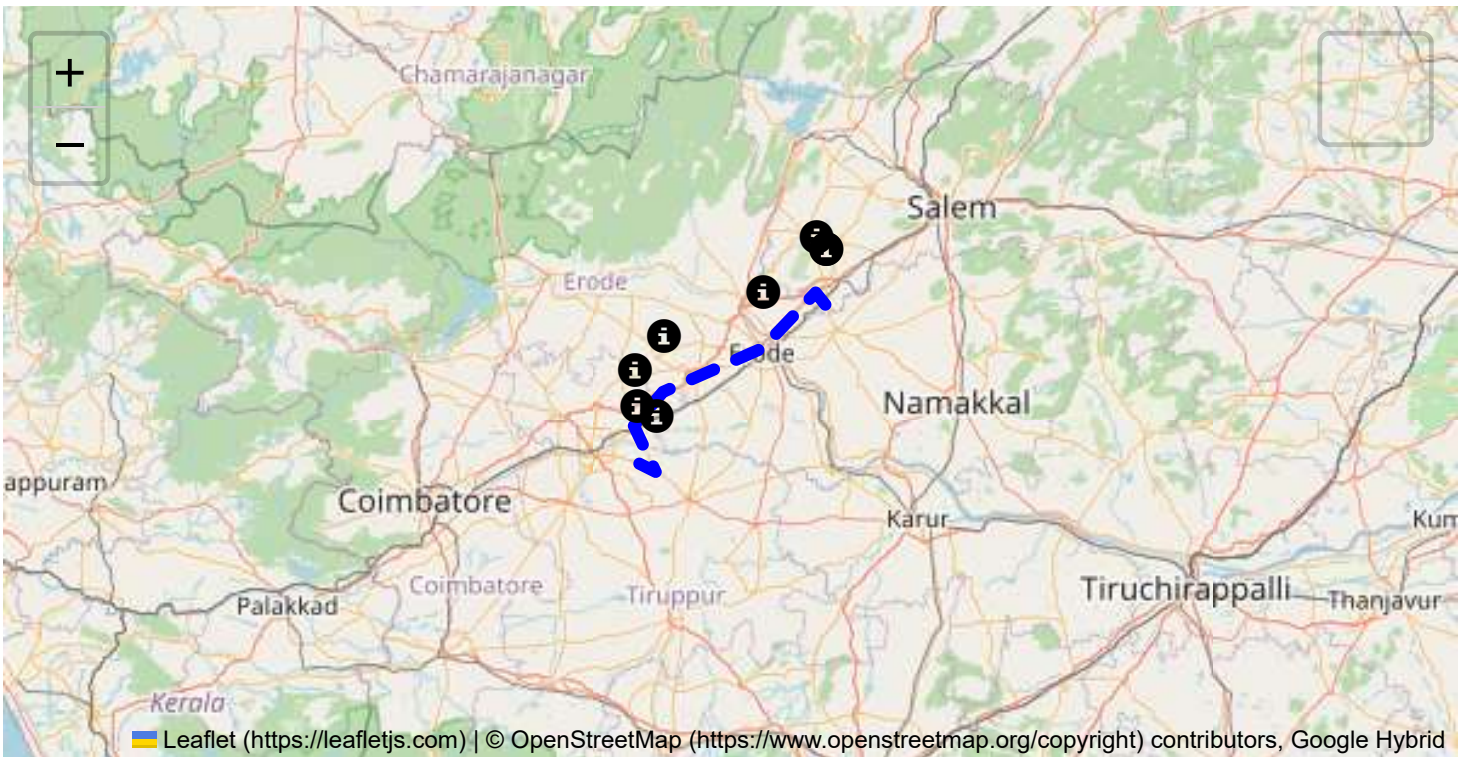 +
−
Chamarajanagar
Salem
Erode
Erode
Namakkal
appuram
Coimbatore
Karur
Kum
Coimbatore
Tiruppur
Tiruchirappalli
Palakkad
Thanjavur
Kerala
Leaflet (https://leafletjs.com) | © OpenStreetMap (https://www.openstreetmap.org/copyright) contributors, Google Hybrid